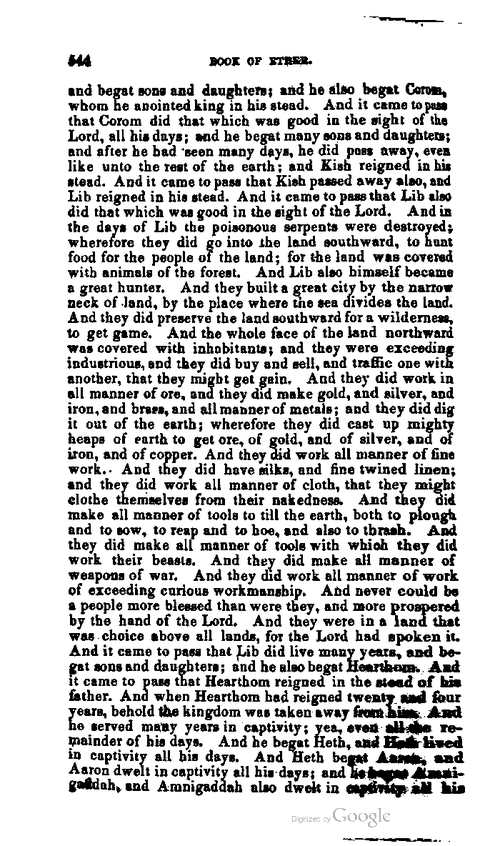 544 BOOK OF ETHER.
and begat sons and daughters; and he also begat Corom,
whom he anointed king in his stead. And it came to pass
that Corom did that which was good in the sight of the
Lord, all his days; and he begat many sons and daughters;
and after he had seen many days, he did pass away, even
like unto the rest of the earth; and Kish reigned in his
stead. And it came to pass that Kish passed away also, and
Lib reigned in his stead. And it came to pass that Lib also
did that which was good in the sight of the Lord. And in
the days of Lib the poisonous serpents were destroyed;
wherefore they did go into the land southward, to hunt
food for the people of the land; for the land was covered
with animals of the forest. And Lib also himself became
a great hunter. And they built a great city by the narrow
neck of land, by the place where the sea divides the land.
And they did preserve the land southward for a wilderness,
to get game. And the whole face of the land northward
was covered with inhabitants; and they were exceeding
industrious, and they did buy and sell, and traffic one with
another, that they might get gain. And they did work in
all manner of ore, and they did make gold, and silver, and
iron, and brass, and all manner of metals; and they did dig
it out of the earth; wherefore they did cast up mighty
heaps of earth to get ore, of gold, and of silver, and of
iron, and of copper. And they did work all manner of fine
work. And they did have silks, and fine twined linen;
and they did work all manner of cloth, that they might
clothe themselves from their nakedness. And they did
make all manner of tools to till the earth, both to plough
and to sow, to reap and to hoe, and also to thrash. And
they did make all manner of tools with which they did
work their beasts. And they did make all manner of
weapons of war. And they did work all manner of work
of exceeding curious workmanship. And never could be
a people more blessed than were they, and more prospered
by the hand of the Lord. And they were in a land that
was choice above all lands, for the Lord had spoken it.
And it came to pass that Lib did live many years, and be-
gat sons and daughters; and he also begat Hearthom. And
it came to pass that Hearthom reigned in the stead of his
father. And when Hearthom had reigned twenty and four
years, behold the kingdom was taken away from him. And
he served many years in captivity; yea, even all the re-
mainder of his days. And he begat Heth, and Heth lived
in captivity all his days. And Heth begat Aaron, and
Aaron dwelt in captivity all his days; and he begat Amni-
gaddah, and Amnigaddah also dwelt in captivity all his
Digitized by Google